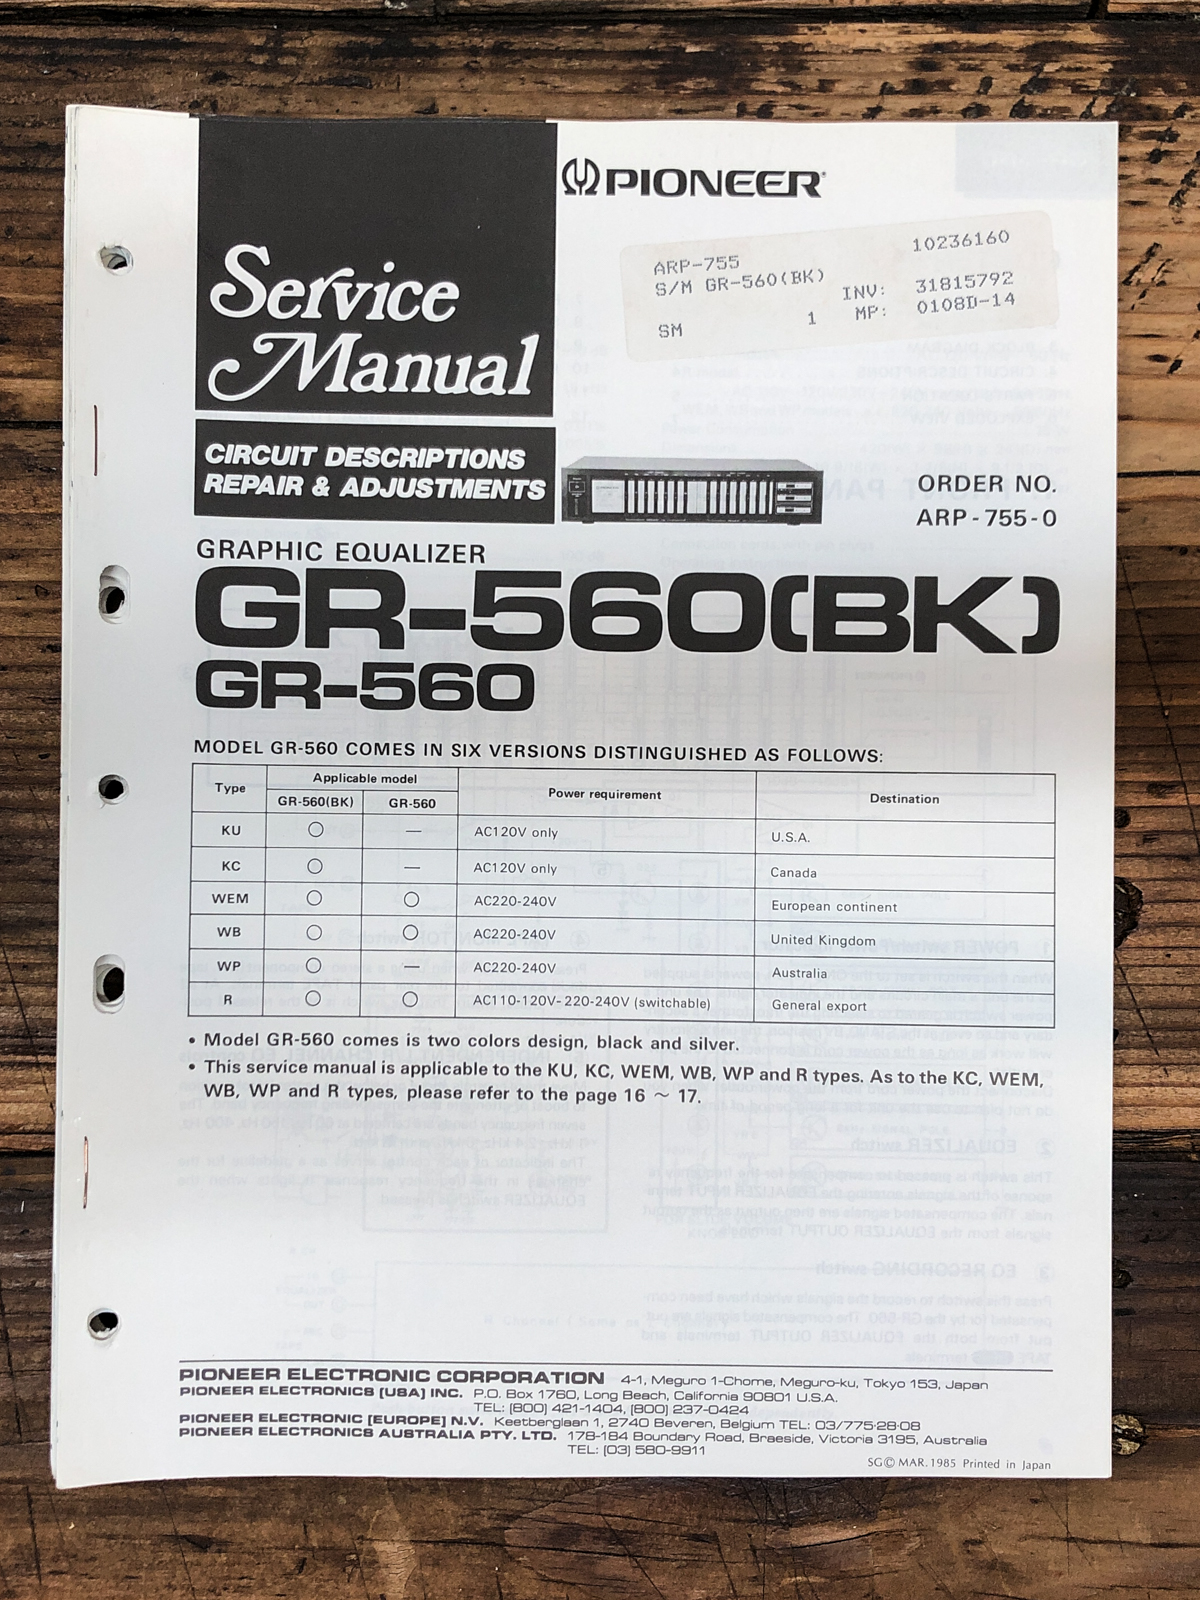 PIONEER
Service
Manual
ARP-755
S/M GR-560(BK)
SM
1
10236160
INV: 31815792
MP: 0108D-14
CIRCUIT DESCRIPTIONS
REPAIR & ADJUSTMENTS
ORDER NO.
ARP-755-0
GRAPHIC EQUALIZER
GR-560(BK)
GR-560
MODEL GR-560 COMES IN SIX VERSIONS DISTINGUISHED AS FOLLOWS:
Type Applicable model Power requirement Destination
GR-560(BK) GR-560
KU ○ — AC120V only U.S.A.
KC ○ — AC120V only Canada
WEM ○ ○ AC220-240V European continent
WB ○ ○ AC220-240V United Kingdom
WP ○ — AC220-240V Australia
R ○ ○ AC110-120V-220-240V (switchable) General export
• Model GR-560 comes is two colors design, black and silver.
• This service manual is applicable to the KU, KC, WEM, WB, WP and R types. As to the KC, WEM,
WB, WP and R types, please refer to the page 16 ~ 17.
PIONEER ELECTRONIC CORPORATION 4-1, Meguro 1-Chome, Meguro-ku, Tokyo 153, Japan
PIONEER ELECTRONICS [USA] INC. P.O. Box 1760, Long Beach, California 90801 U.S.A.
TEL: [800] 421-1404, [800] 237-0424
PIONEER ELECTRONIC [EUROPE] N.V. Keetberglaan 1, 2740 Beveren, Belgium TEL: 03/775·28·08
PIONEER ELECTRONICS AUSTRALIA PTY. LTD. 178-184 Boundary Road, Braeside, Victoria 3195, Australia
TEL: [03] 580-9911
SG © MAR. 1985 Printed in Japan